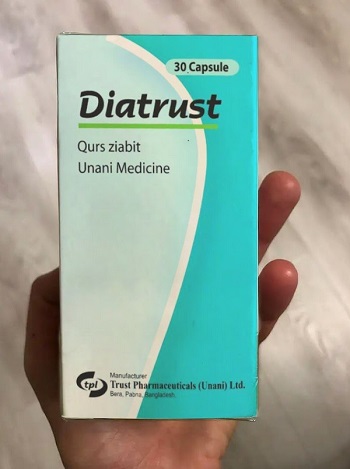 30 Capsule
Diatrust
Qurs ziabit
Unani Medicine
tpl
Manufacturer
Trust Pharmaceuticals (Unani) Ltd.
Bera, Pabna, Bangladesh.